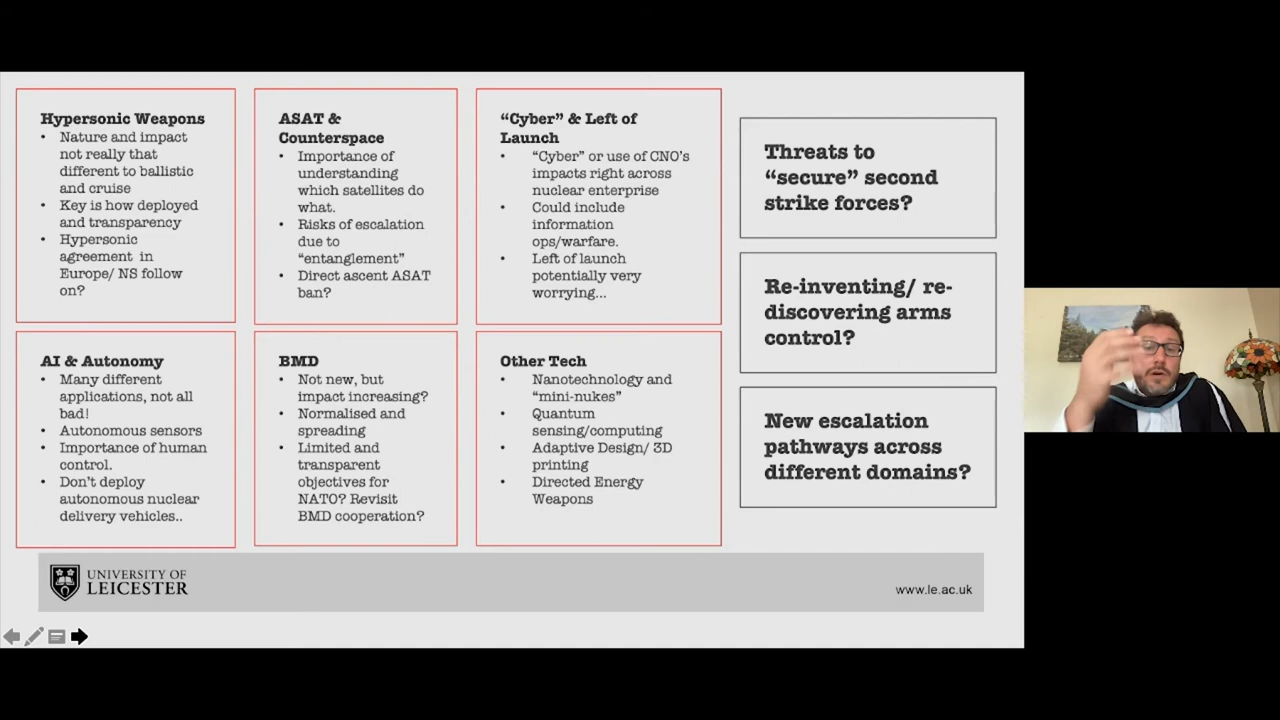 Hypersonic Weapons
• Nature and impact
not really that
different to ballistic
and cruise
• Key is how deployed
and transparency
• Hypersonic
agreement in
Europe/ NS follow
on?
ASAT &
Counterspace
• Importance of
understanding
which satellites do
what.
• Risks of escalation
due to
“entanglement”
• Direct ascent ASAT
ban?
“Cyber” & Left of
Launch
• “Cyber” or use of CNO’s
impacts right across
nuclear enterprise
• Could include
information
ops/warfare.
• Left of launch
potentially very
worrying...
AI & Autonomy
• Many different
applications, not all
bad!
• Autonomous sensors
• Importance of human
control.
• Don’t deploy
autonomous nuclear
delivery vehicles..
BMD
• Not new, but
impact increasing?
• Normalised and
spreading
• Limited and
transparent
objectives for
NATO? Revisit
BMD cooperation?
Other Tech
• Nanotechnology and
“mini-nukes”
• Quantum
sensing/computing
• Adaptive Design/ 3D
printing
• Directed Energy
Weapons
Threats to
“secure” second
strike forces?
Re-inventing/ re-
discovering arms
control?
New escalation
pathways across
different domains?
UNIVERSITY OF
LEICESTER
www.le.ac.uk